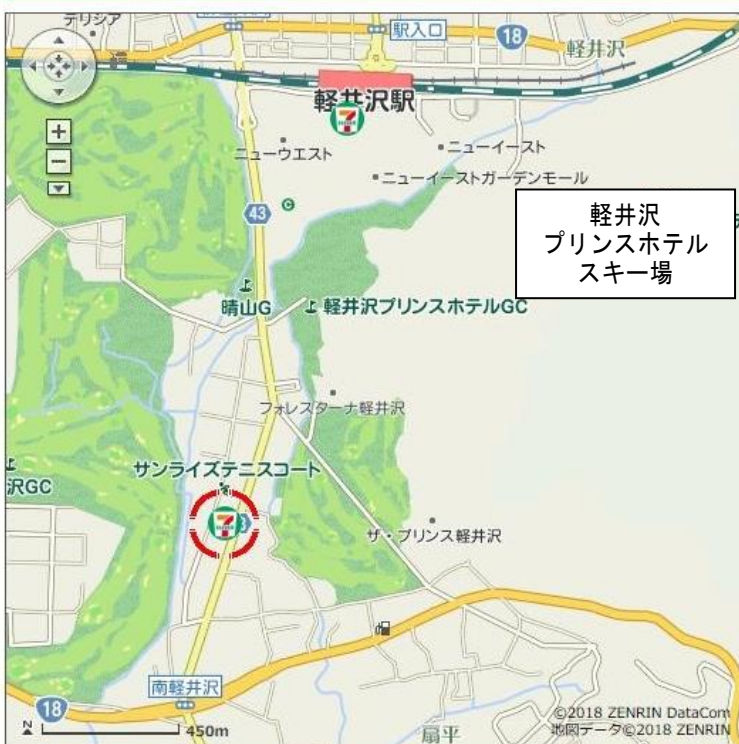 デリシア
駅入口
18
軽井沢
軽井沢駅
ニューウエスト
ニューイースト
ニューイーストガーデンモール
43
軽井沢
プリンスホテル
スキー場
晴山G
軽井沢プリンスホテルGC
フォレスターナ軽井沢
サンライズテニスコート
沢GC
ザ・プリンス軽井沢
南軽井沢
18
N
450m
扇平
©2018 ZENRIN DataCom
地図データ©2018 ZENRIN